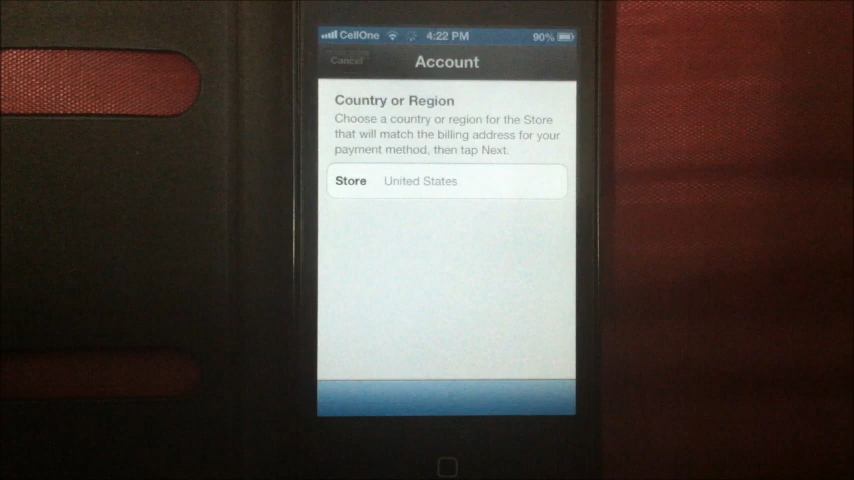 CellOne 4:22 PM 90%
Cancel Account
Country or Region
Choose a country or region for the Store
that will match the billing address for your
payment method, then tap Next.
Store United States